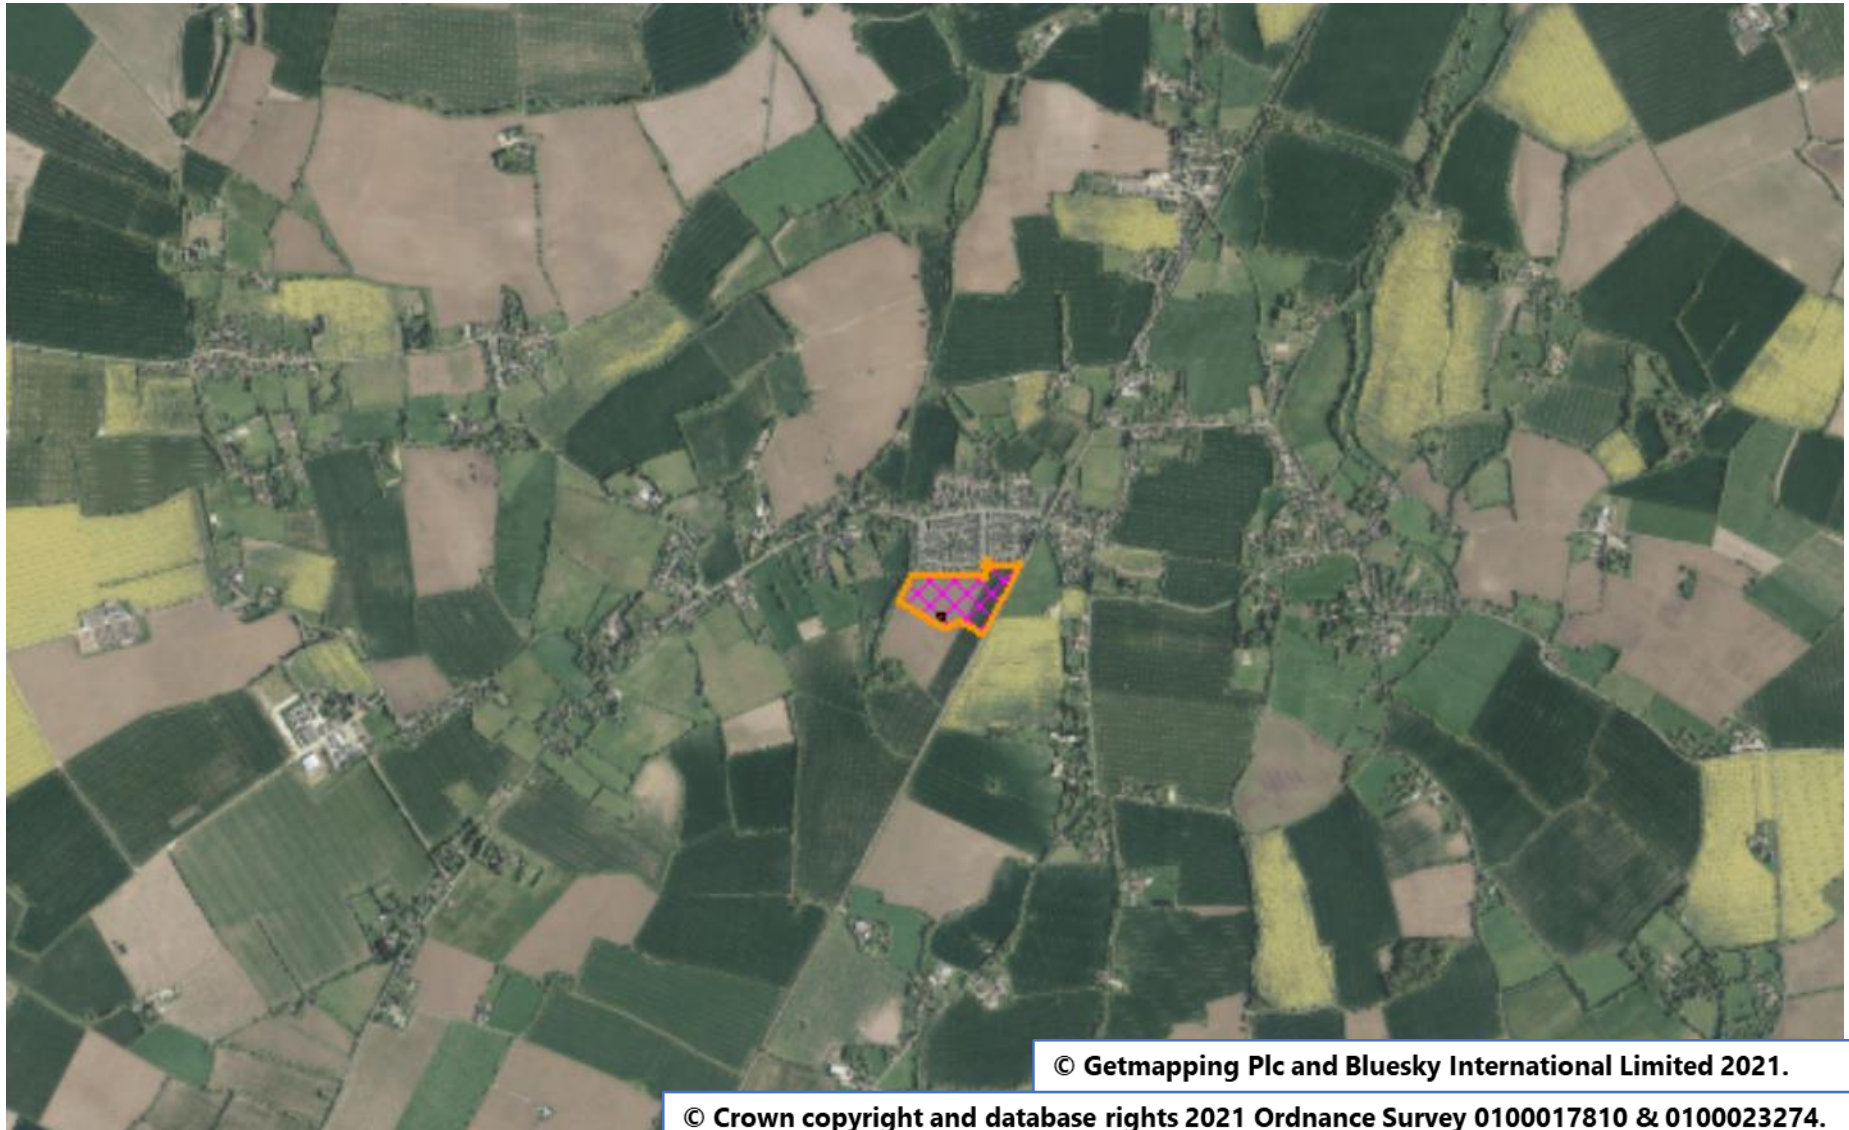 © Getmapping Plc and Bluesky International Limited 2021.
© Crown copyright and database rights 2021 Ordnance Survey 0100017810 & 0100023274.